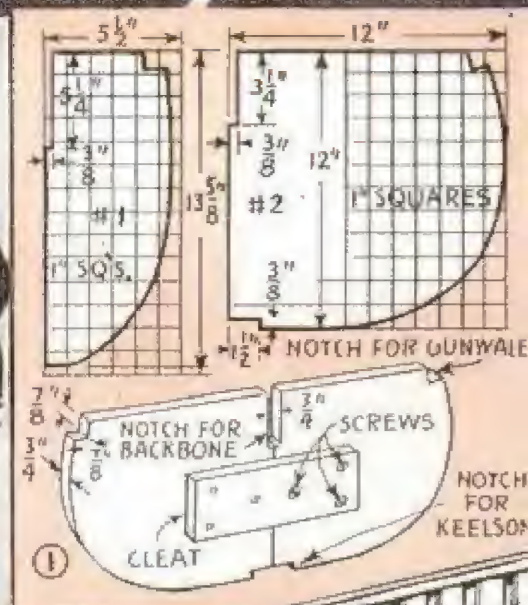 5 1/2"
12"
5 1/4"
3/8"
#1
1" SQ'S.
13 5/8"
3 1/4"
3/8"
#2
12"
1" SQUARES
3/8"
1 1/2"
NOTCH FOR GUNWALE
7/8"
3/4"
7/8
NOTCH FOR
BACKBONE
3/4"
SCREWS
NOTCH
FOR
KEELSON
CLEAT
1